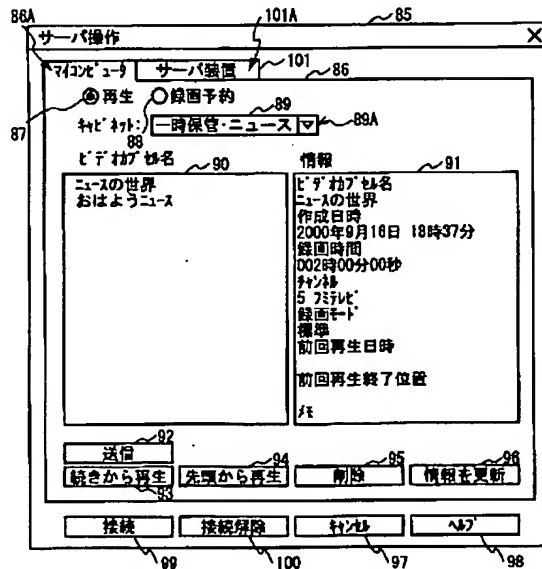 86A
101A
85
サーバ操作
×
マイコンピュータ
サーバ装置
101
86
再生
録画予約
87
88
キャビネット:
一時保管・ニュース
89
89A
ビデオカプセル名
90
情報
91
ニュースの世界
おはようニュース
ビデオカプセル名
ニュースの世界
作成日時
2000年9月16日 18時37分
録画時間
002時00分00秒
チャンネル
5 フミテレビ
録画モード
標準
前回再生日時
前回再生終了位置
メモ
送信
92
続きから再生
93
先頭から再生
94
削除
95
情報を更新
96
接続
接続解除
キャンセル
ヘルプ
99
100
97
98